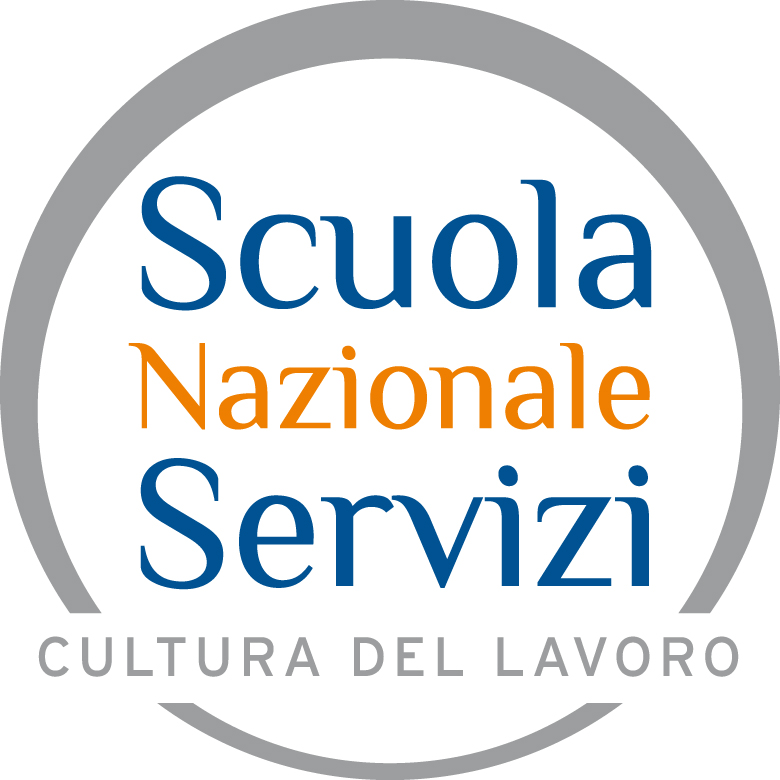 Scuola
Nazionale
Servizi
CULTURA DEL LAVORO